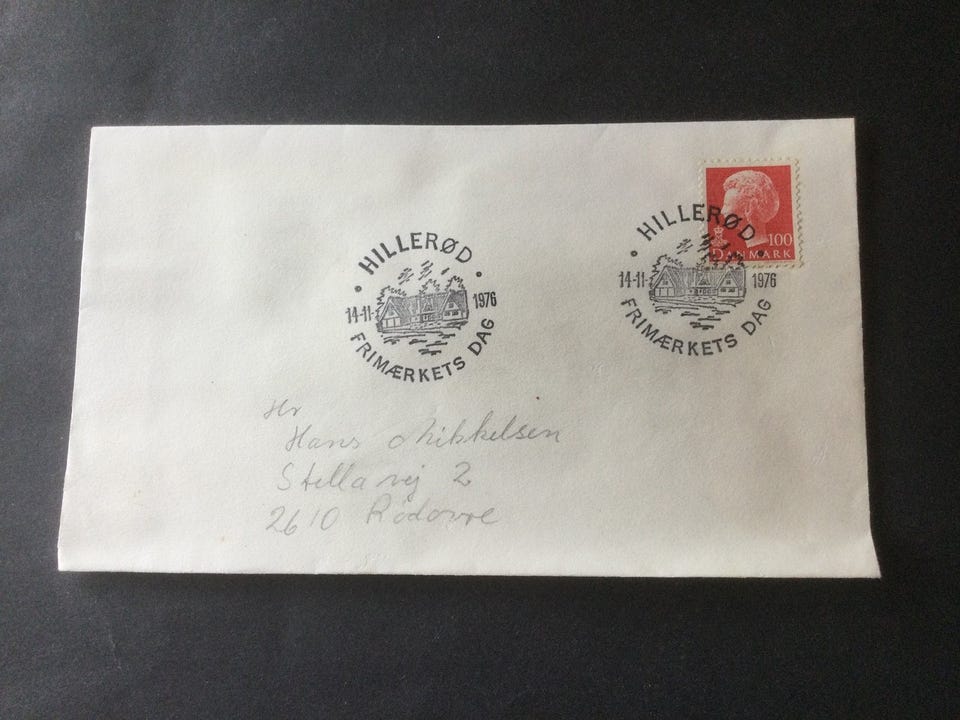 HILLERØD
14-11-1976
FRIMÆRKETS DAG
HILLERØD
14-11-1976
FRIMÆRKETS DAG
100
DANMARK
Hr
Hans Mikkelsen
Stellavej 2
2610 Rødovre